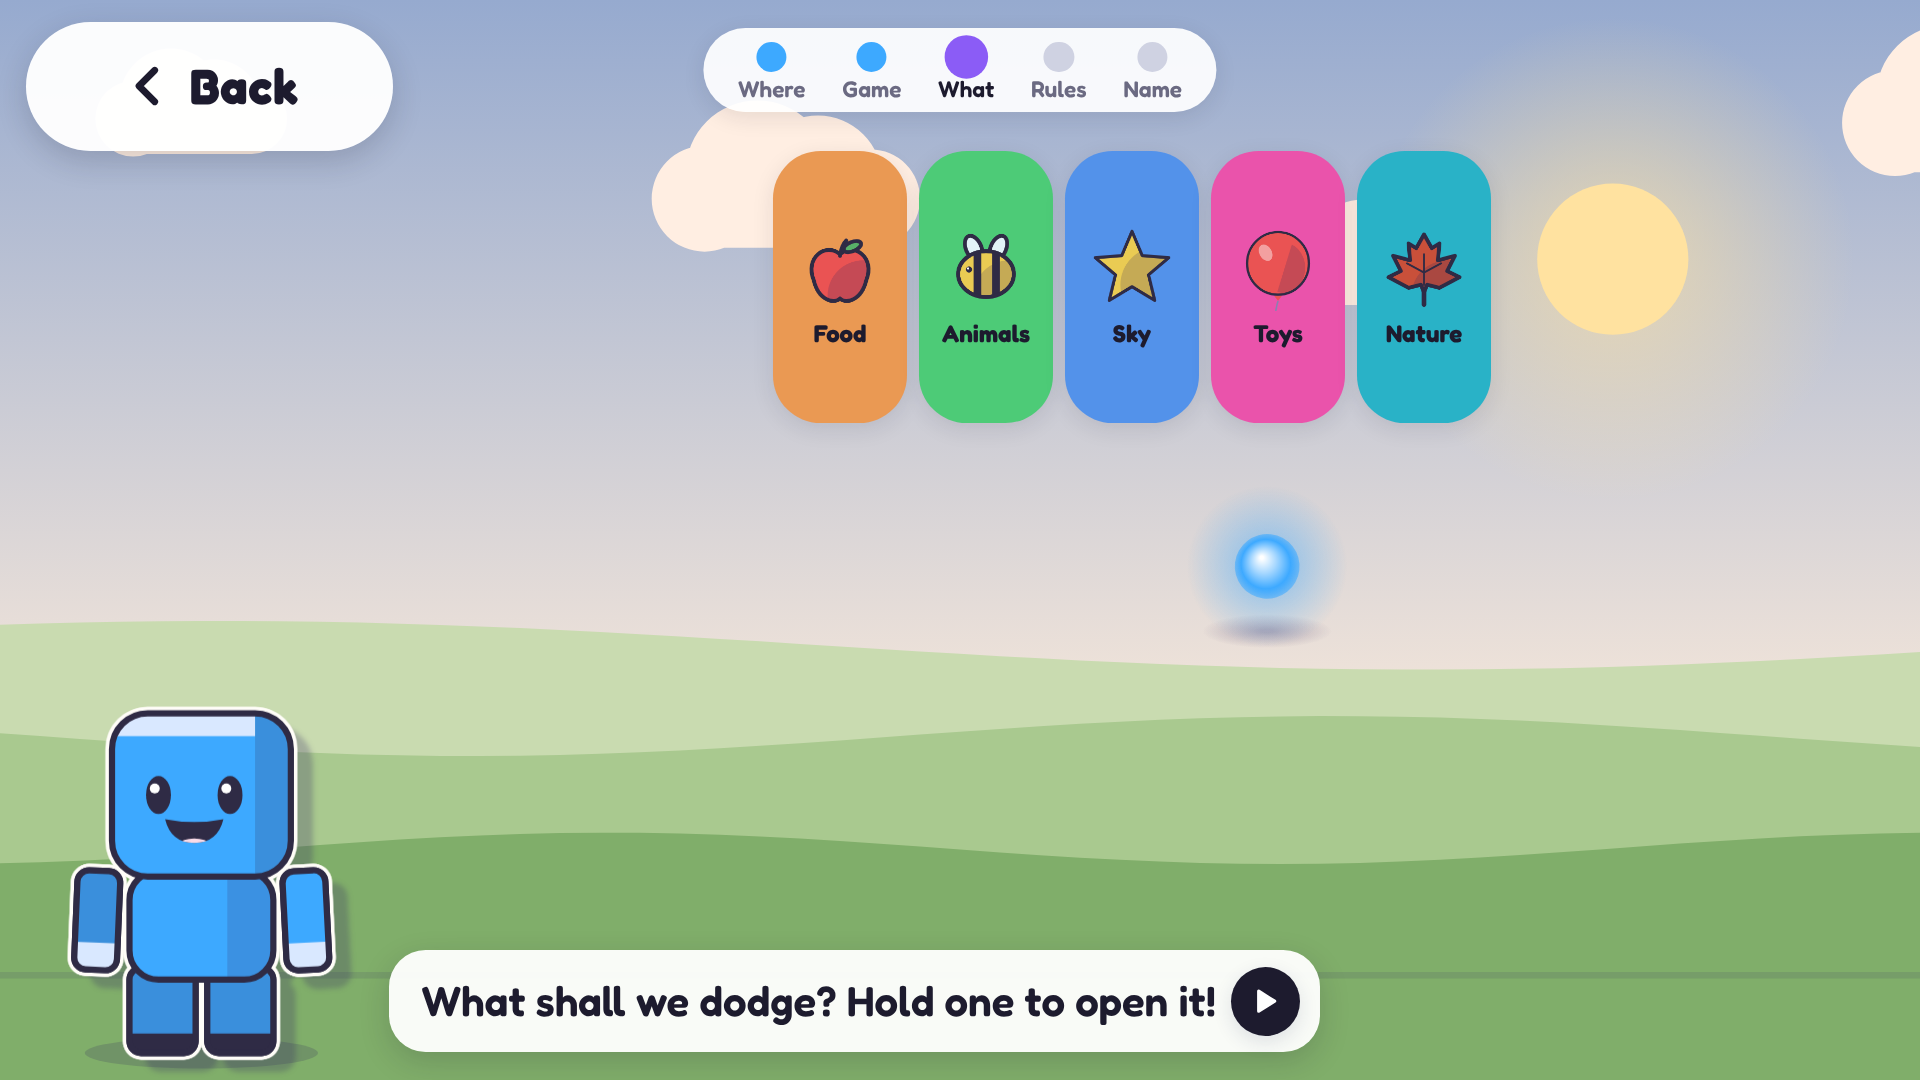 Back
Where Game What Rules Name
Food Animals Sky Toys Nature
What shall we dodge? Hold one to open it!